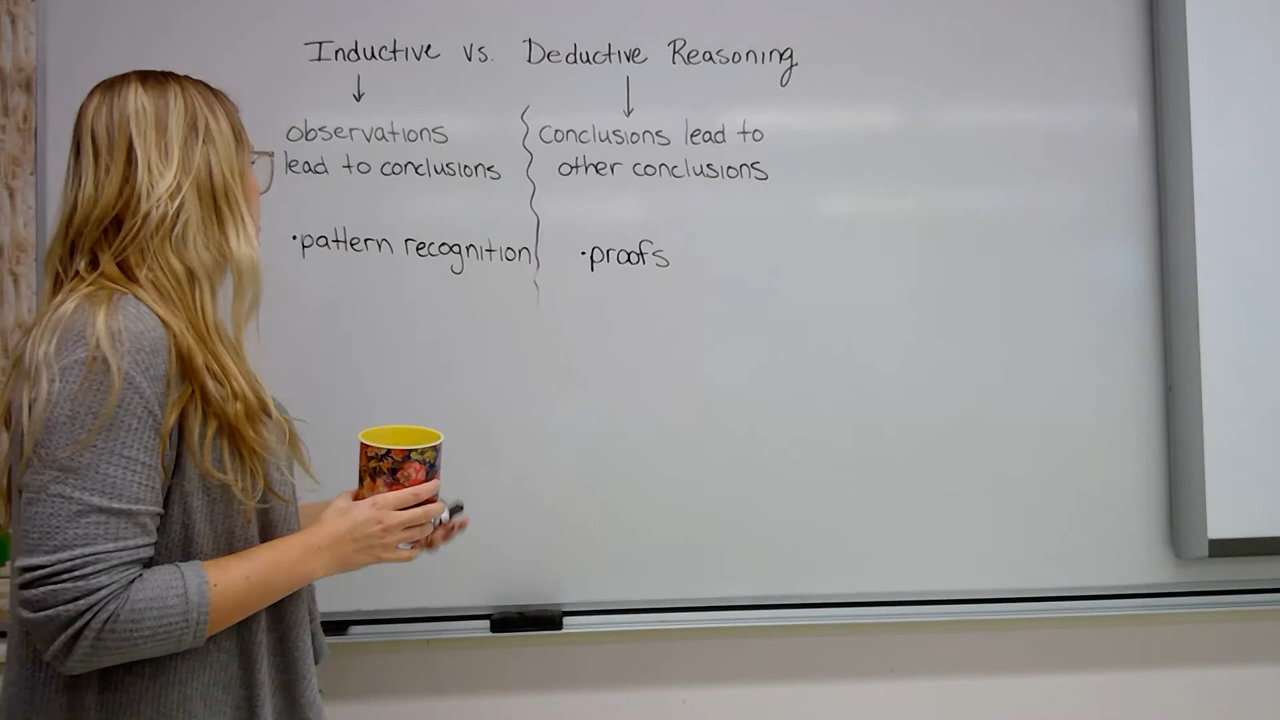 Inductive vs. Deductive Reasoning
observations
lead to conclusions
•pattern recognition
conclusions lead to
other conclusions
•proofs